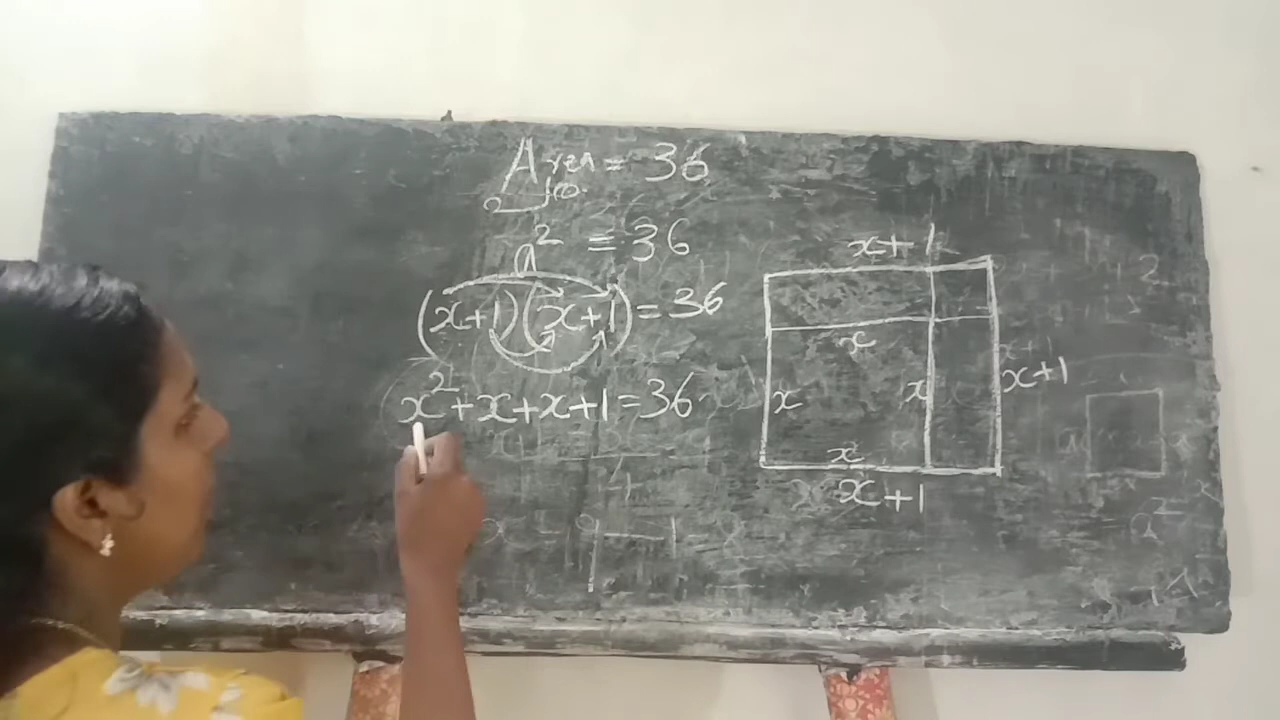 Area = 36
a² = 36
(x+1)(x+1) = 36
x²+x+x+1=36
x+1
x
x
x
x+1
x
x+1